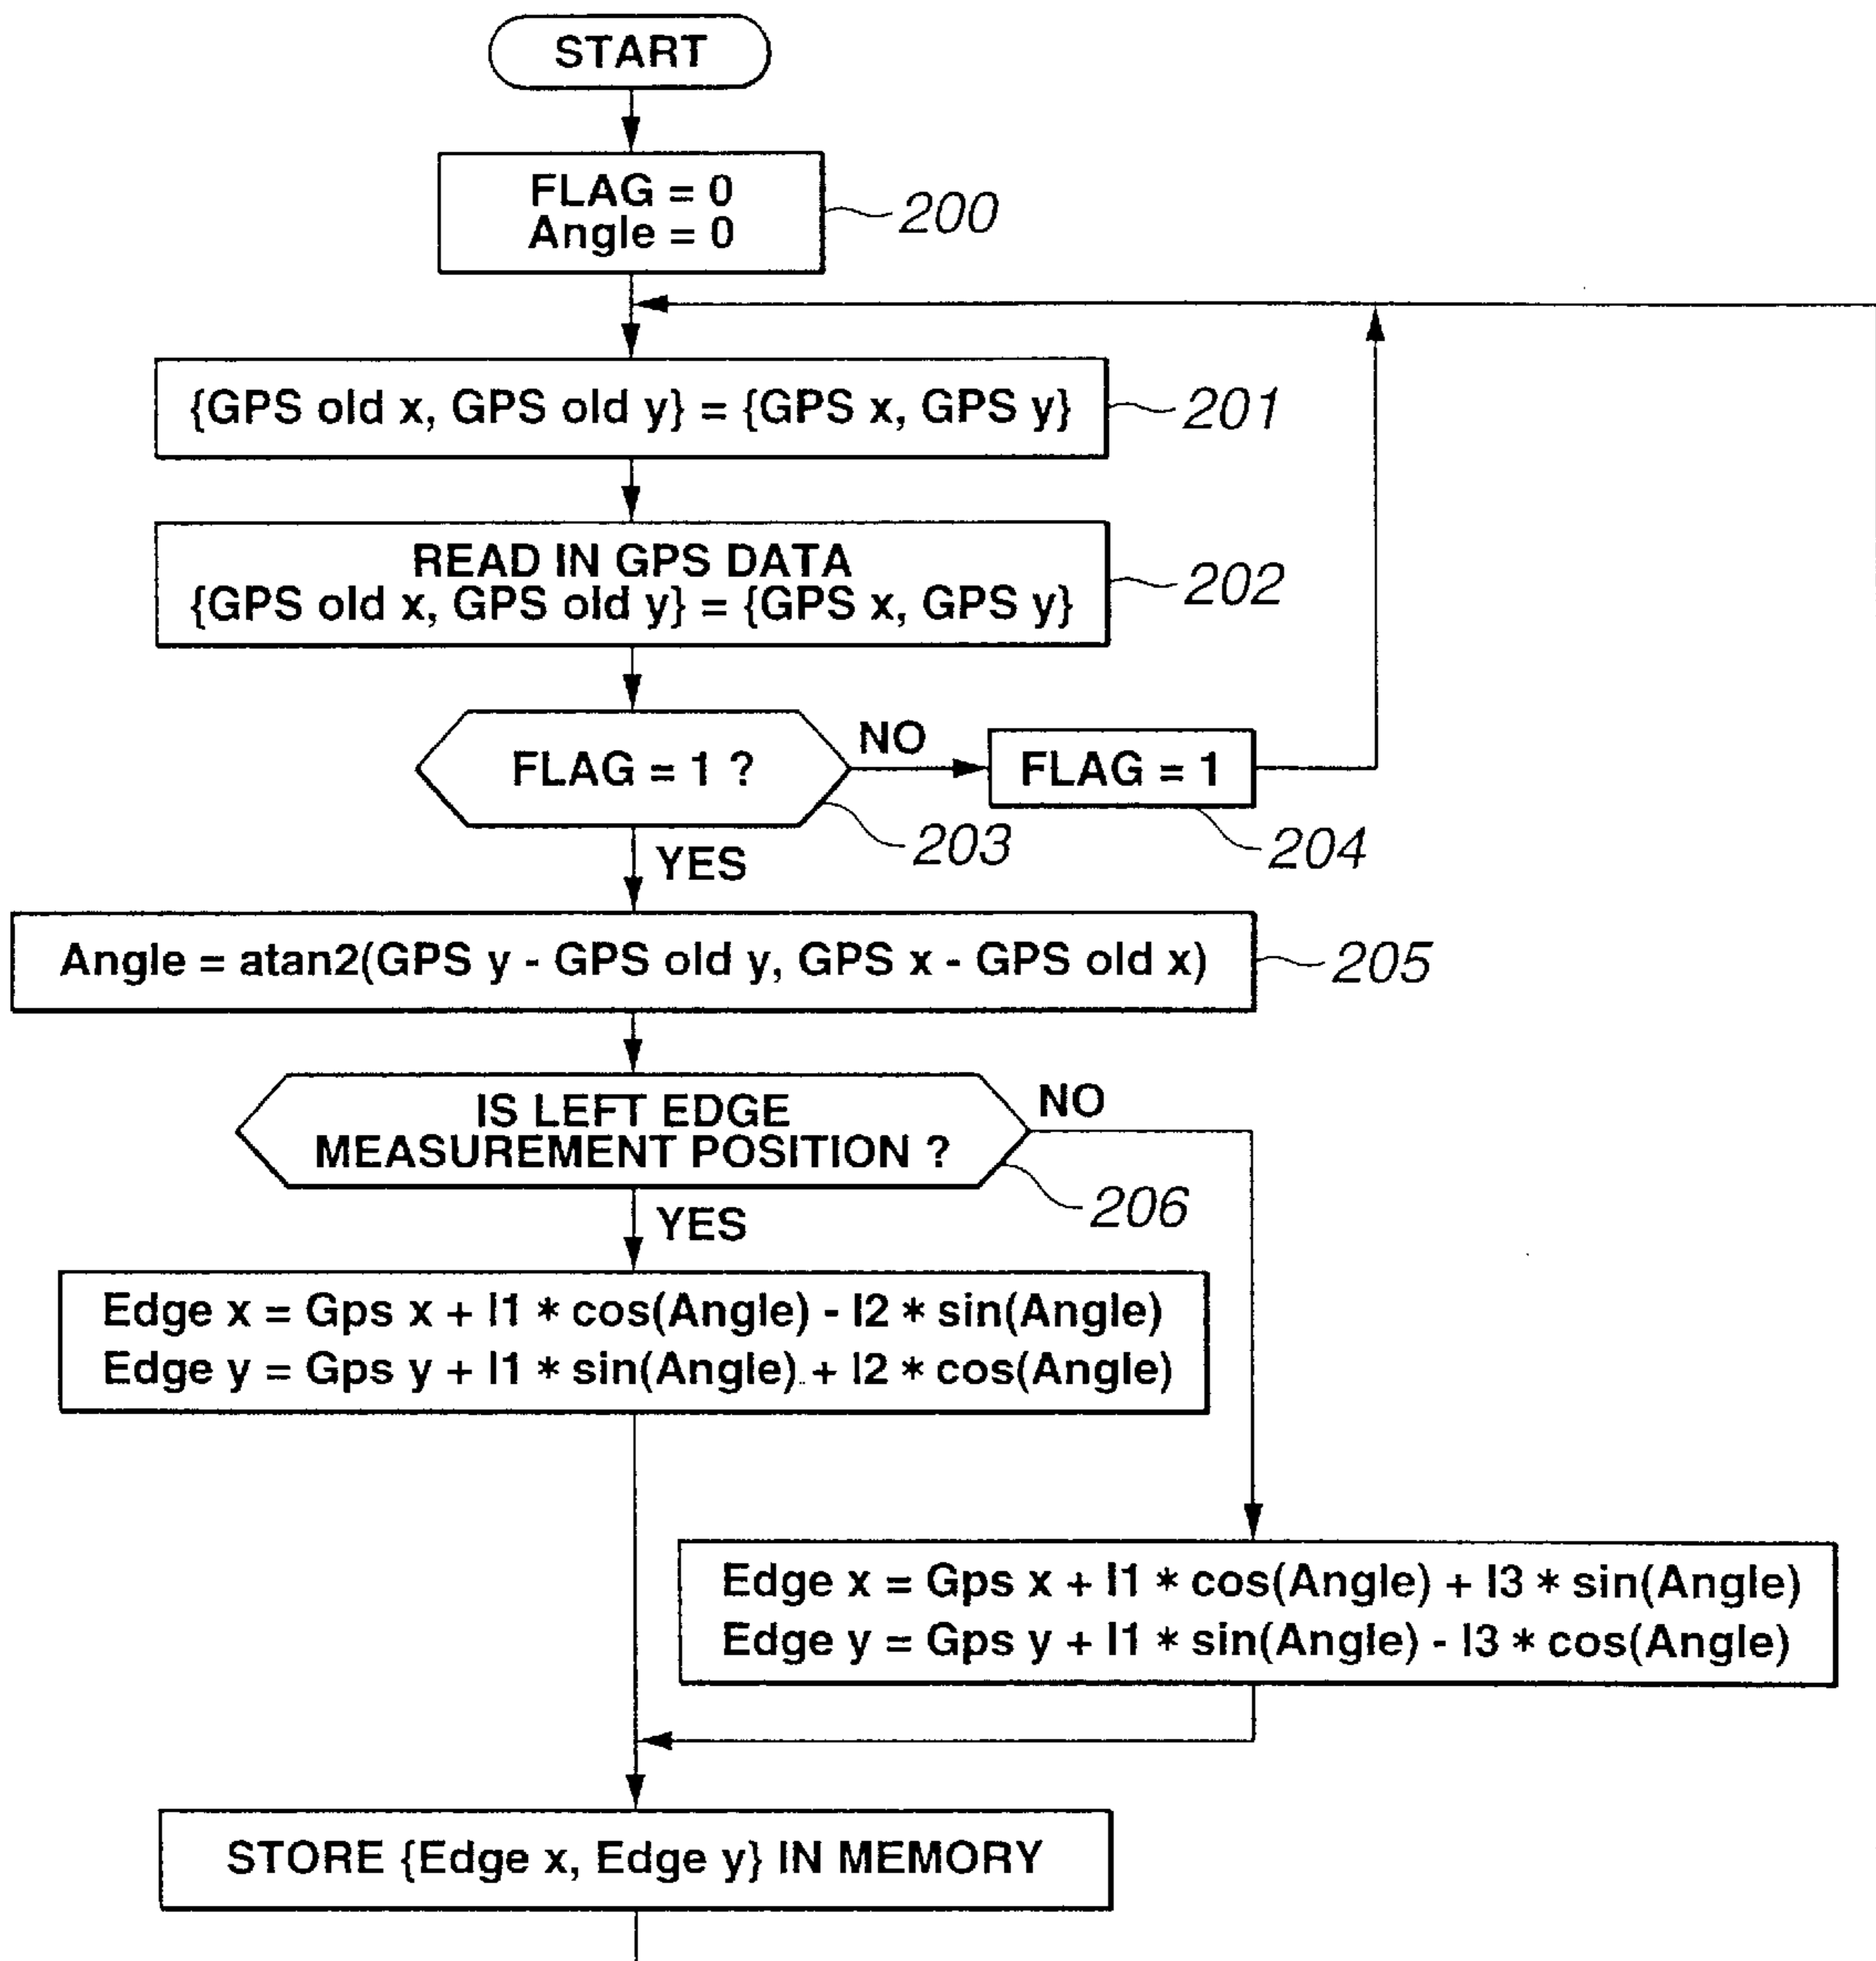 START
FLAG = 0
Angle = 0
200
{GPS old x, GPS old y} = {GPS x, GPS y}
201
READ IN GPS DATA
{GPS old x, GPS old y} = {GPS x, GPS y}
202
FLAG = 1 ?
NO
FLAG = 1
203
204
YES
Angle = atan2(GPS y - GPS old y, GPS x - GPS old x)
205
IS LEFT EDGE
MEASUREMENT POSITION ?
NO
206
YES
Edge x = Gps x + l1 * cos(Angle) - l2 * sin(Angle)
Edge y = Gps y + l1 * sin(Angle) + l2 * cos(Angle)
Edge x = Gps x + l1 * cos(Angle) + l3 * sin(Angle)
Edge y = Gps y + l1 * sin(Angle) - l3 * cos(Angle)
STORE {Edge x, Edge y} IN MEMORY